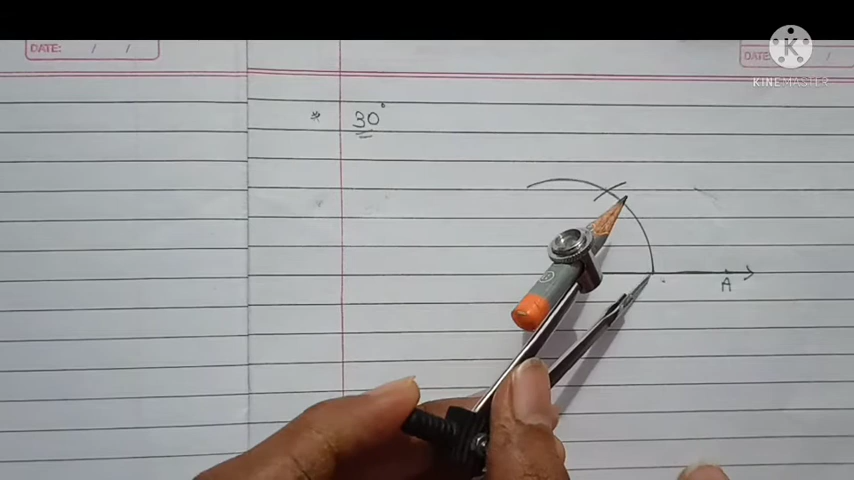 DATE: / /
DATE:
K
KINEMASTER
* 30°
A